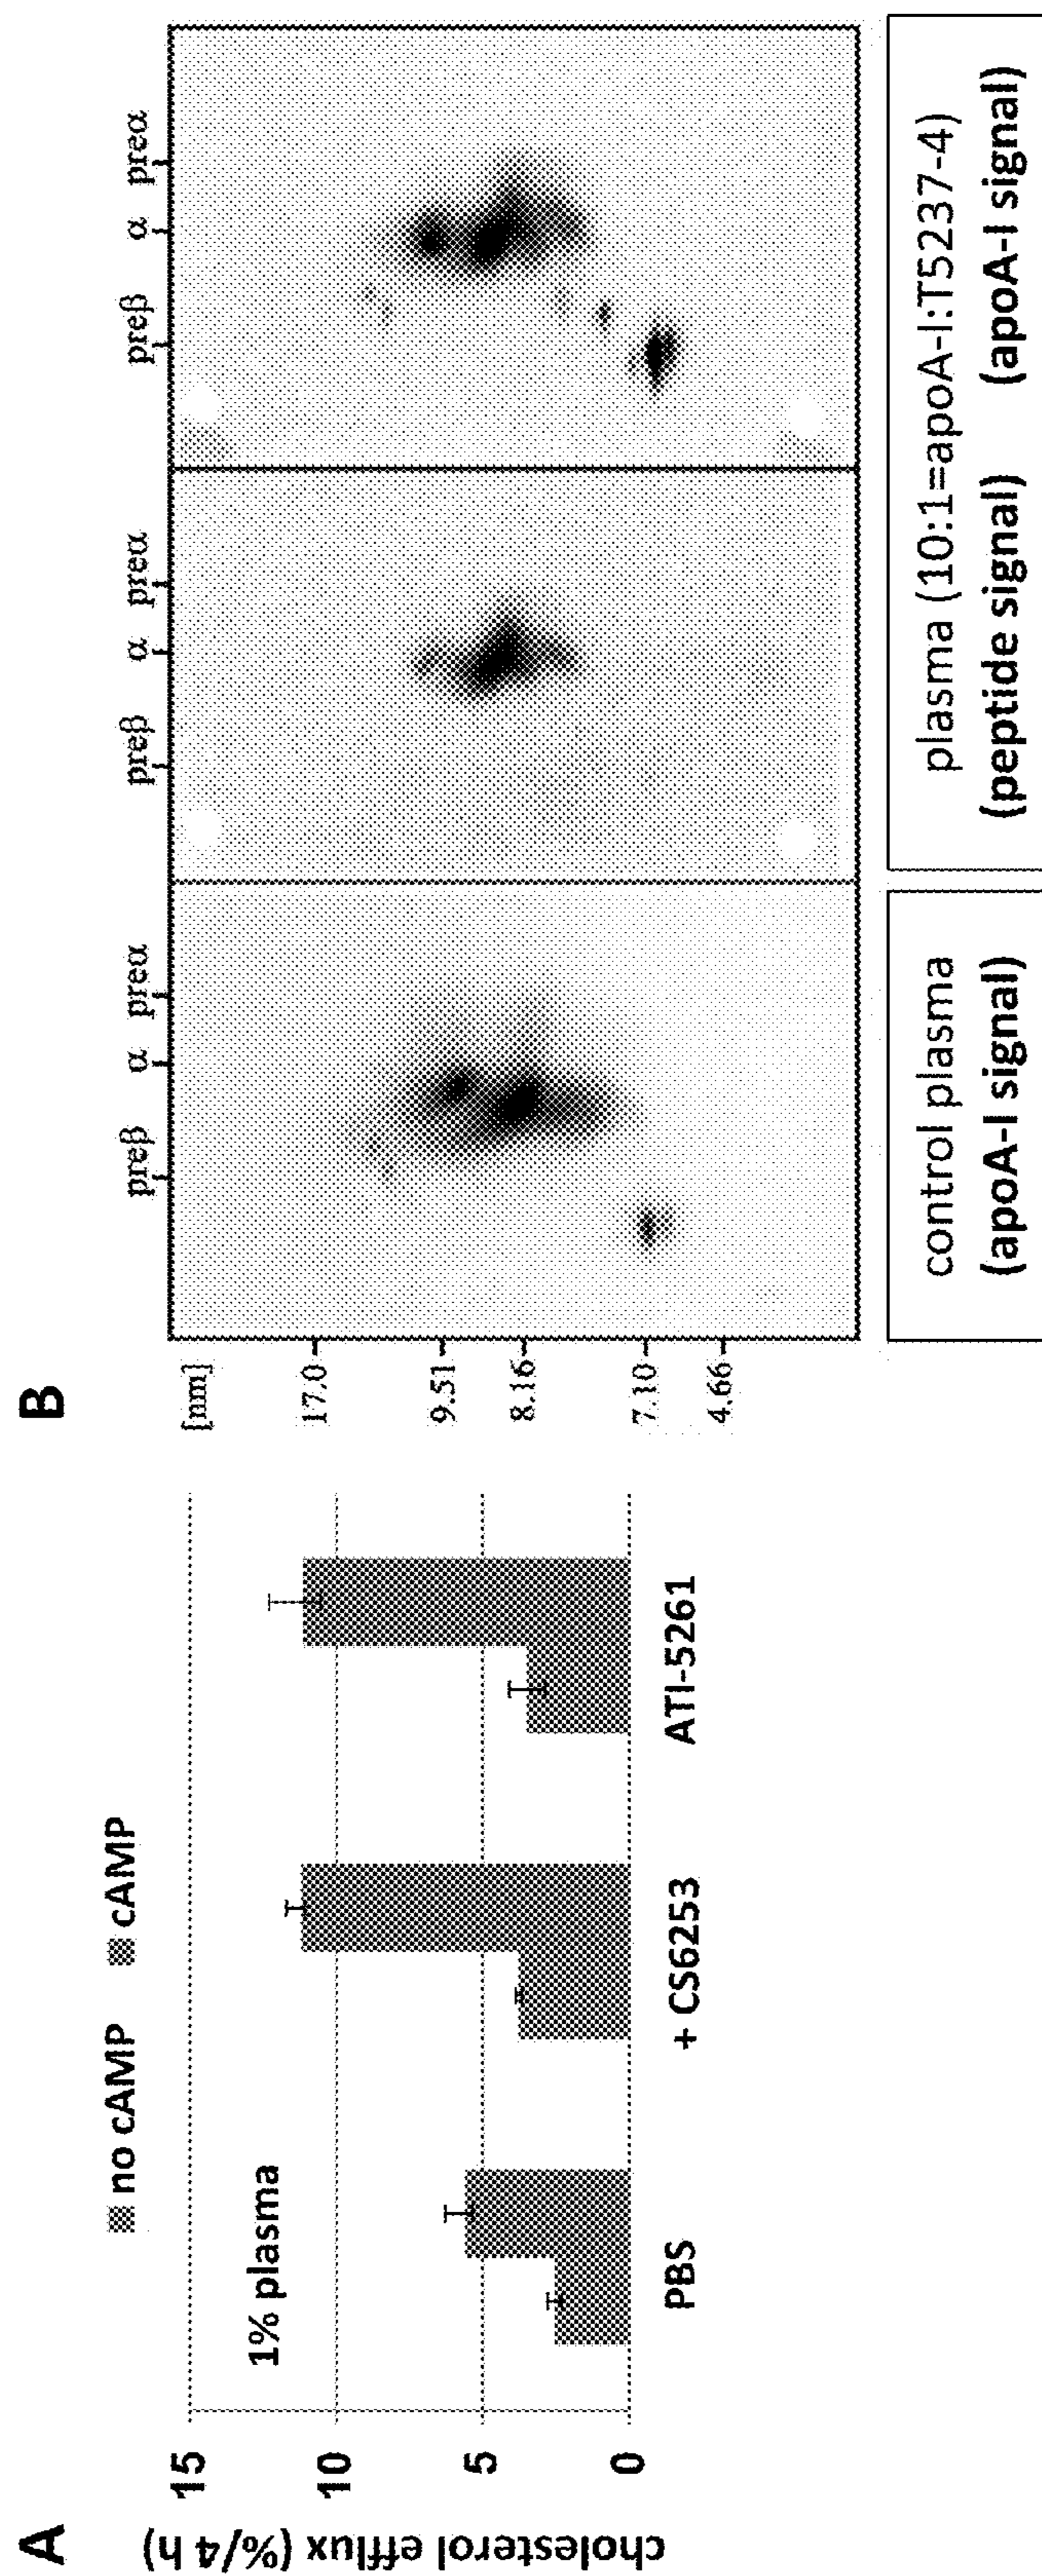 A
cholesterol efflux (%/4 h)
15
10
5
0
no cAMP cAMP
1% plasma
PBS
+ CS6253
ATI-5261
B
[nm]
17.0
9.51
8.16
7.10
4.66
preβ α preα
preβ α preα
preβ α preα
control plasma
(apoA-I signal)
plasma (10:1=apoA-I:T5237-4)
(peptide signal) (apoA-I signal)